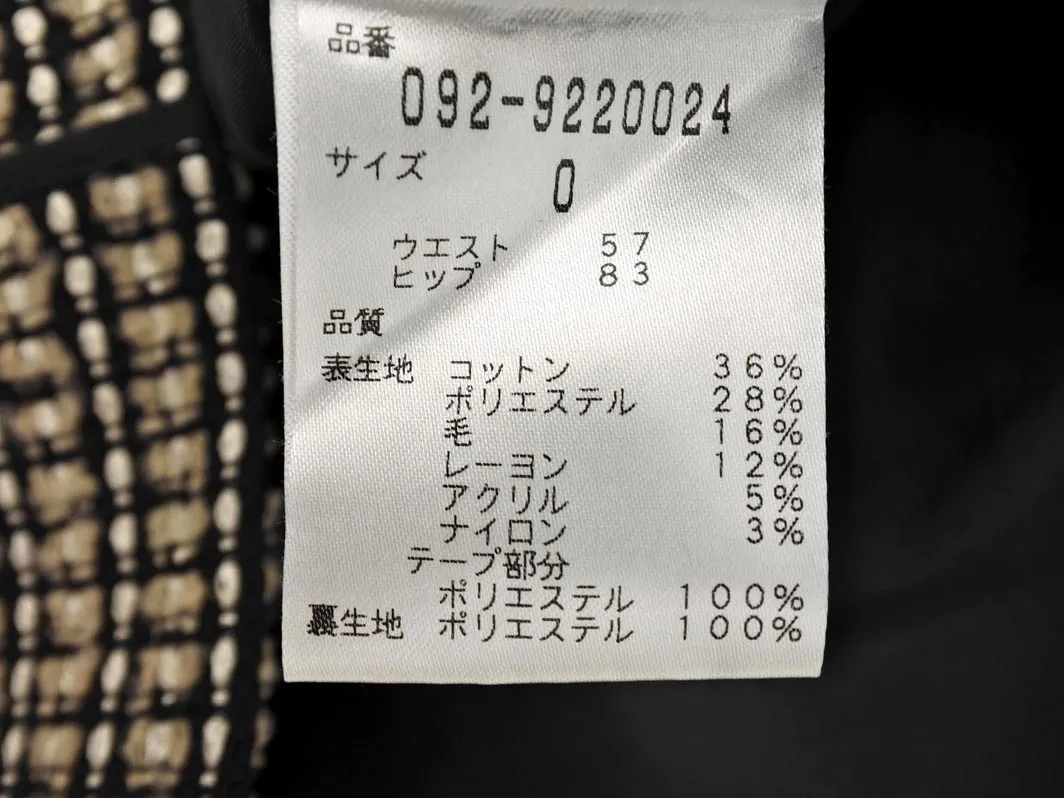 品番
092-9220024
サイズ 0
ウエスト 57
ヒップ 83
品質
表生地 コットン 36%
ポリエステル 28%
毛 16%
レーヨン 12%
アクリル 5%
ナイロン 3%
テープ部分
ポリエステル 100%
裏生地 ポリエステル 100%